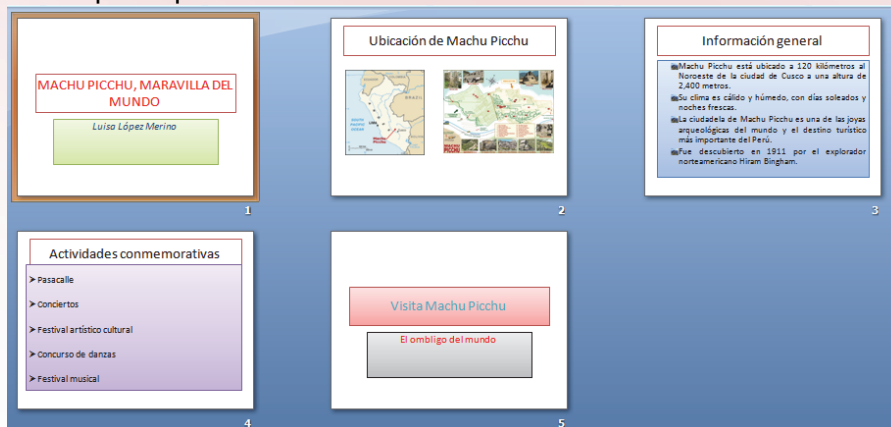 MACHU PICCHU, MARAVILLA DEL
MUNDO
Luisa López Merino
1
Ubicación de Machu Picchu
2
Información general
Machu Picchu está ubicado a 120 kilómetros al
Noroeste de la ciudad de Cusco a una altura de
2,400 metros.
Su clima es cálido y húmedo, con días soleados y
noches frescas.
La ciudadela de Machu Picchu es una de las joyas
arqueológicas del mundo y el destino turístico
más importante del Perú.
Fue descubierto en 1911 por el explorador
norteamericano Hiram Bingham.
3
Actividades conmemorativas
Pasacalle
Conciertos
Festival artístico cultural
Concurso de danzas
Festival musical
4
Visita Machu Picchu
El ombligo del mundo
5